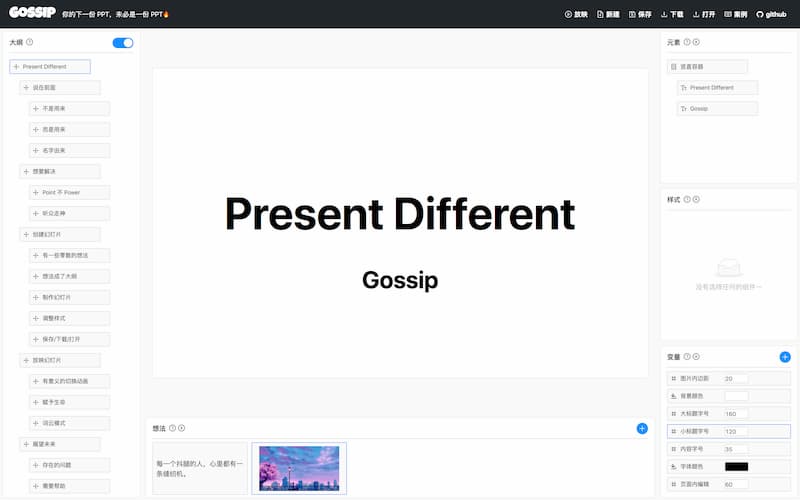 GOSSIP 你的下一份 PPT，未必是一份 PPT🔥 放映 新建 保存 下载 打开 案例 github
大纲
Present Different
说在前面
不是用来
而是用来
名字由来
想要解决
Point 不 Power
听众走神
创建幻灯片
有一些零散的想法
想法成了大纲
制作幻灯片
调整样式
保存/下载/打开
放映幻灯片
有意义的切换动画
赋予生命
词云模式
展望未来
存在的问题
需要帮助
Present Different
Gossip
想法
每一个抖腿的人，心里都有一
条缝纫机。
元素
竖直容器
Present Different
Gossip
样式
没有选择任何的组件～
变量
图片内边距 20
背景颜色
大标题字号 160
小标题字号 120
内容字号 35
字体颜色
页面内编辑 60